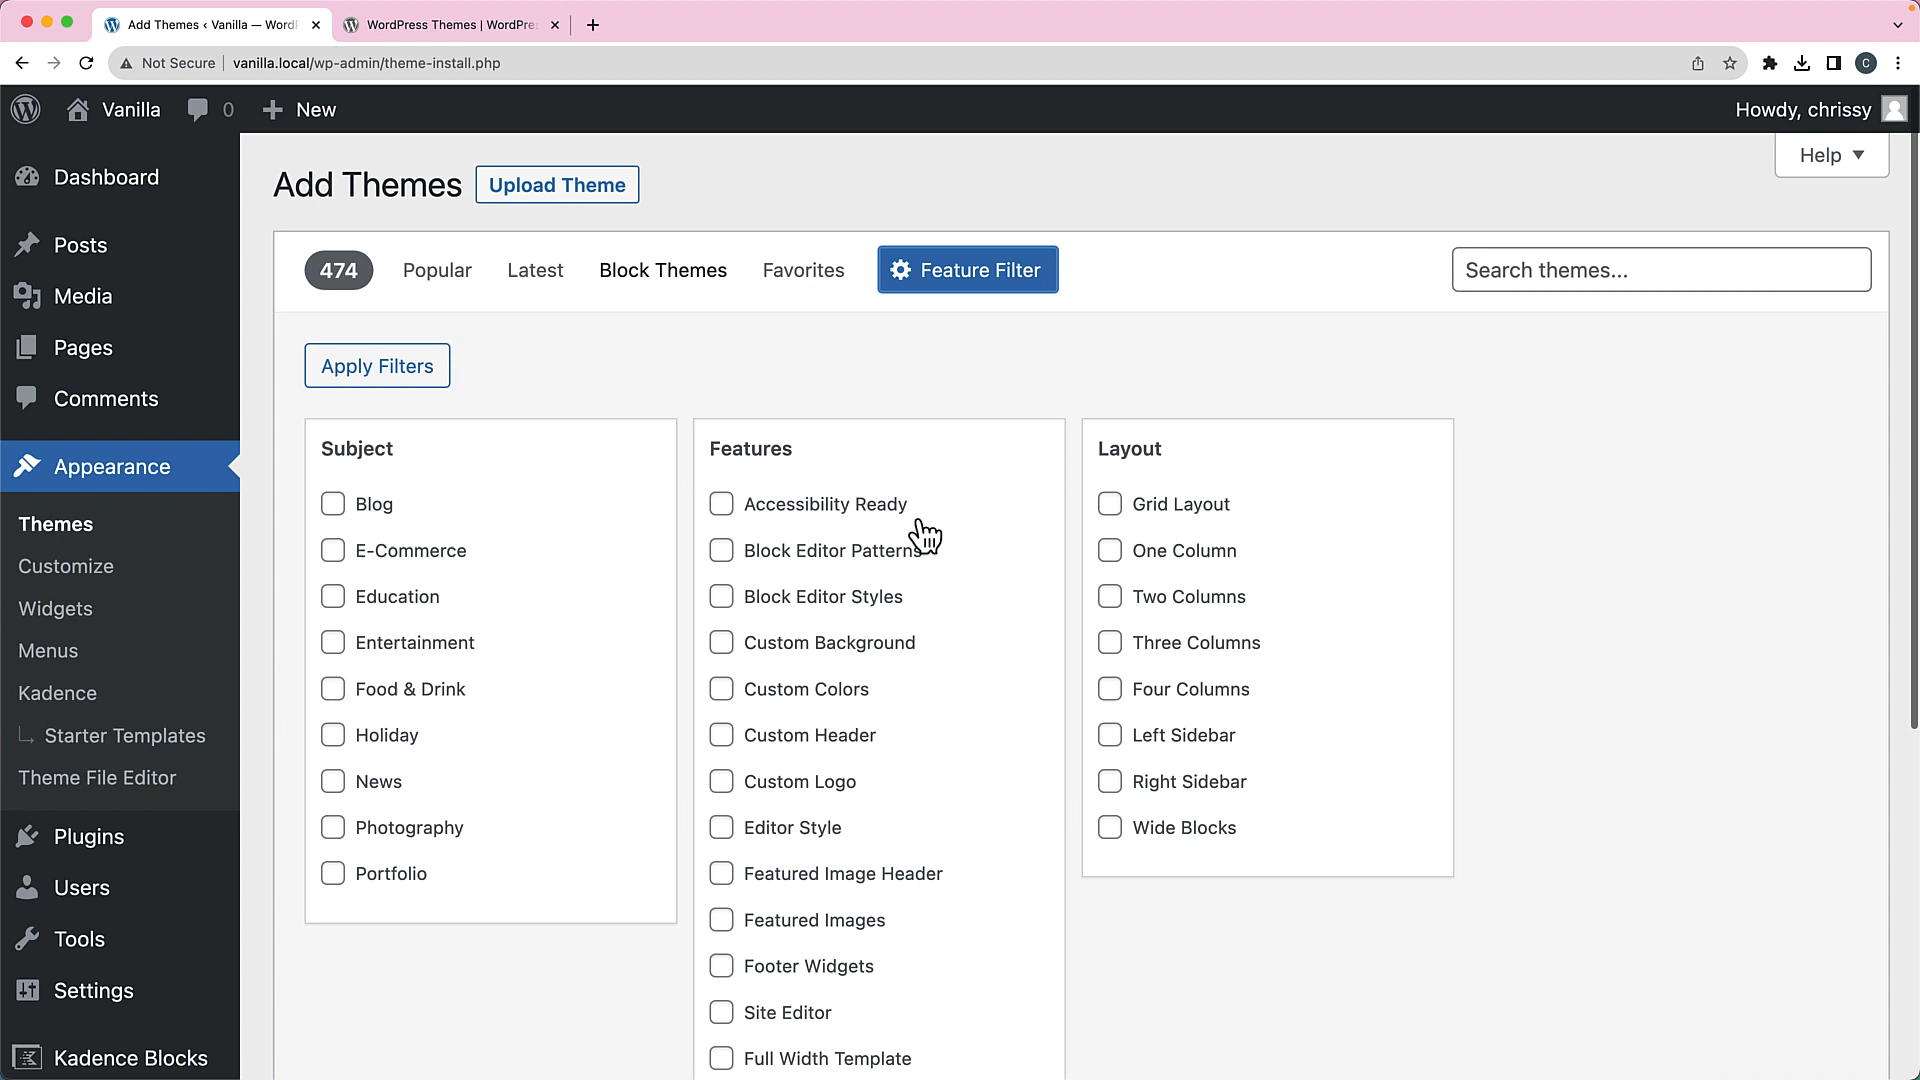 Add Themes ‹ Vanilla — WordP
WordPress Themes | WordPre
Not Secure
vanilla.local/wp-admin/theme-install.php
C
Vanilla
0
New
Howdy, chrissy
Dashboard
Posts
Media
Pages
Comments
Appearance
Themes
Customize
Widgets
Menus
Kadence
Starter Templates
Theme File Editor
Plugins
Users
Tools
Settings
Kadence Blocks
Help
Add Themes
Upload Theme
474
Popular
Latest
Block Themes
Favorites
Feature Filter
Search themes...
Apply Filters
Subject
Blog
E-Commerce
Education
Entertainment
Food & Drink
Holiday
News
Photography
Portfolio
Features
Accessibility Ready
Block Editor Patterns
Block Editor Styles
Custom Background
Custom Colors
Custom Header
Custom Logo
Editor Style
Featured Image Header
Featured Images
Footer Widgets
Site Editor
Full Width Template
Layout
Grid Layout
One Column
Two Columns
Three Columns
Four Columns
Left Sidebar
Right Sidebar
Wide Blocks